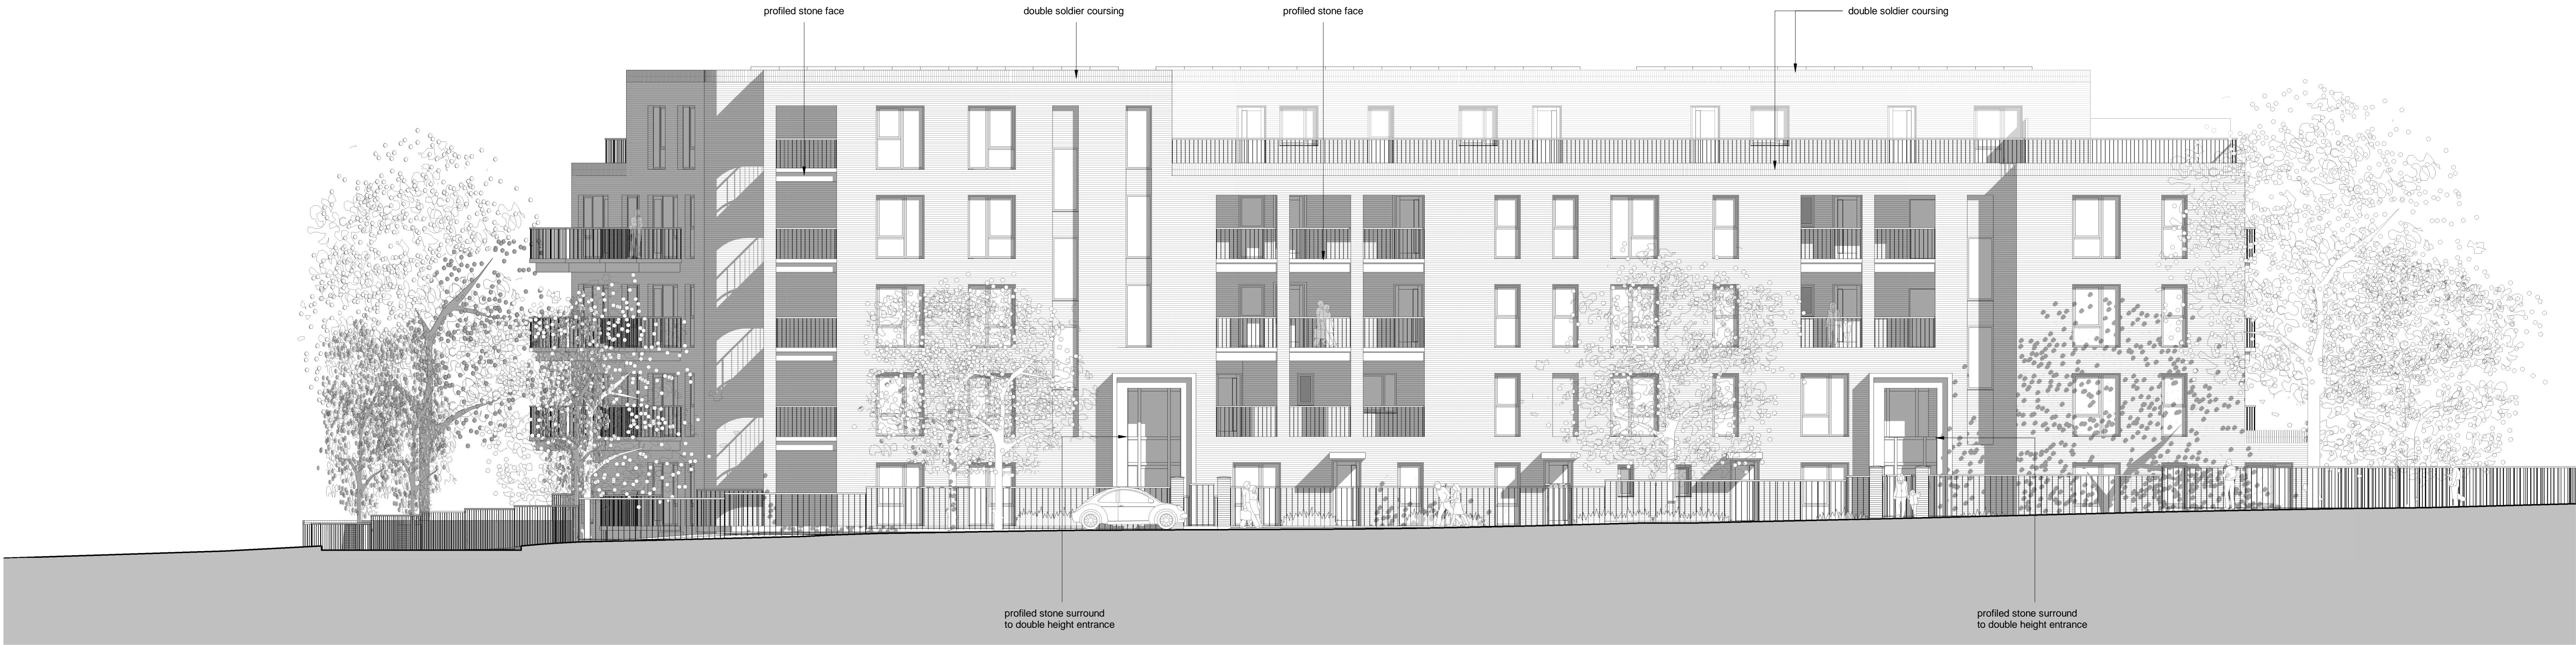 profiled stone face
double soldier coursing
profiled stone face
double soldier coursing
profiled stone surround
to double height entrance
profiled stone surround
to double height entrance